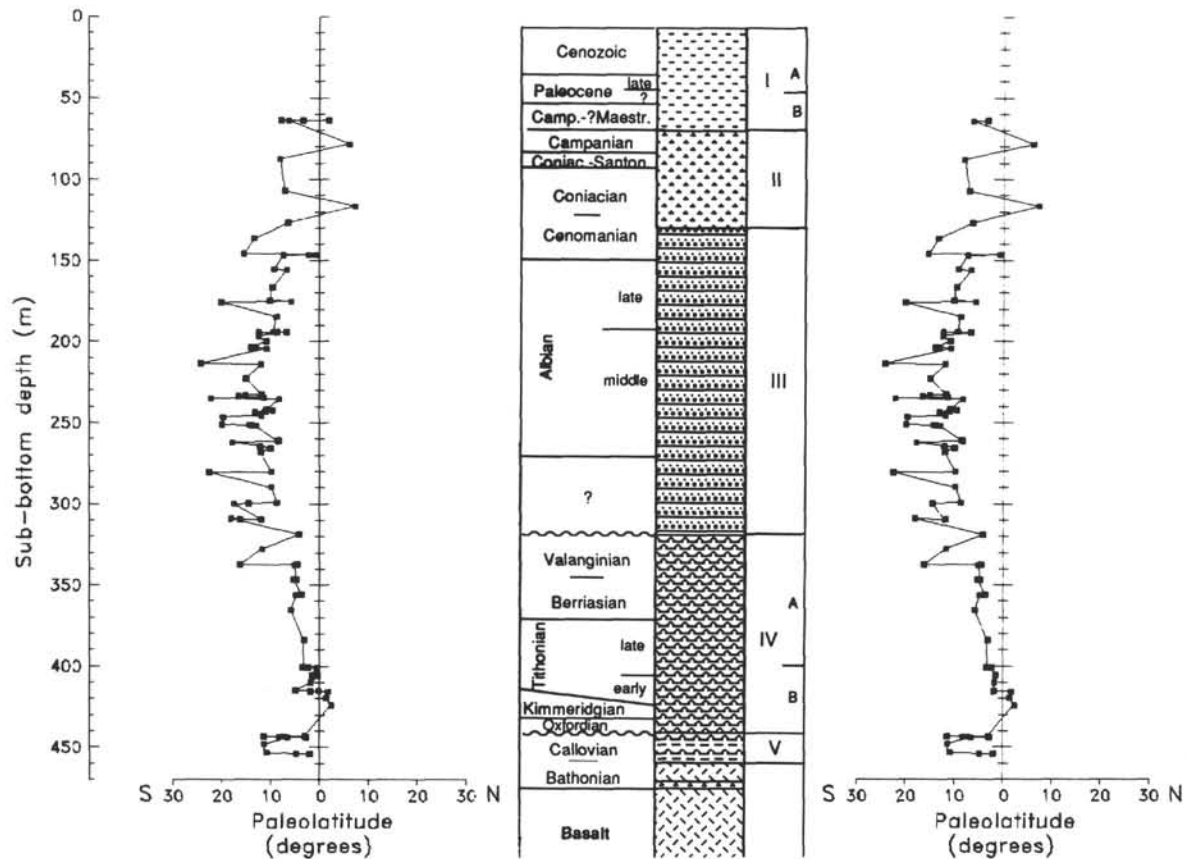 0
50
100
150
200
250
300
350
400
450
Sub-bottom depth (m)
S 30 20 10 0 10 20 30 N
Paleolatitude
(degrees)
Cenozoic
Paleocene late
?
Camp.-?Maestr.
Campanian
Coniac.-Santon.
Coniacian
Cenomanian
Albian
late
middle
?
Valanginian
Berriasian
Tithonian
late
early
Kimmeridgian
Oxfordian
Callovian
Bathonian
Basalt
I A
B
II
III
IV A
B
V
S 30 20 10 0 10 20 30 N
Paleolatitude
(degrees)